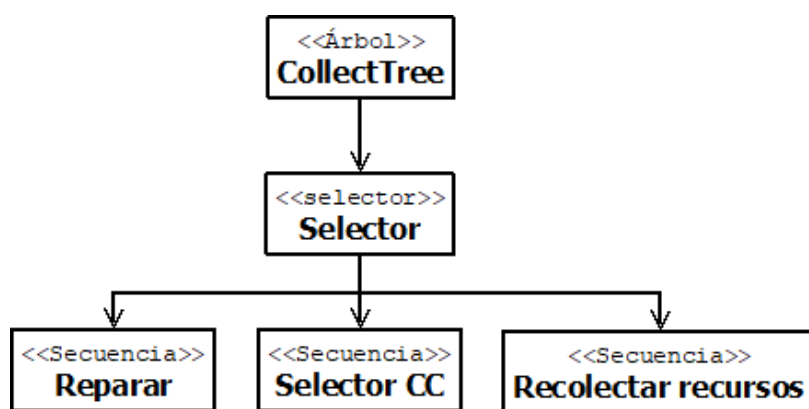 <<Árbol>>
CollectTree
<<selector>>
Selector
<<Secuencia>>
Reparar
<<Secuencia>>
Selector CC
<<Secuencia>>
Recolectar recursos